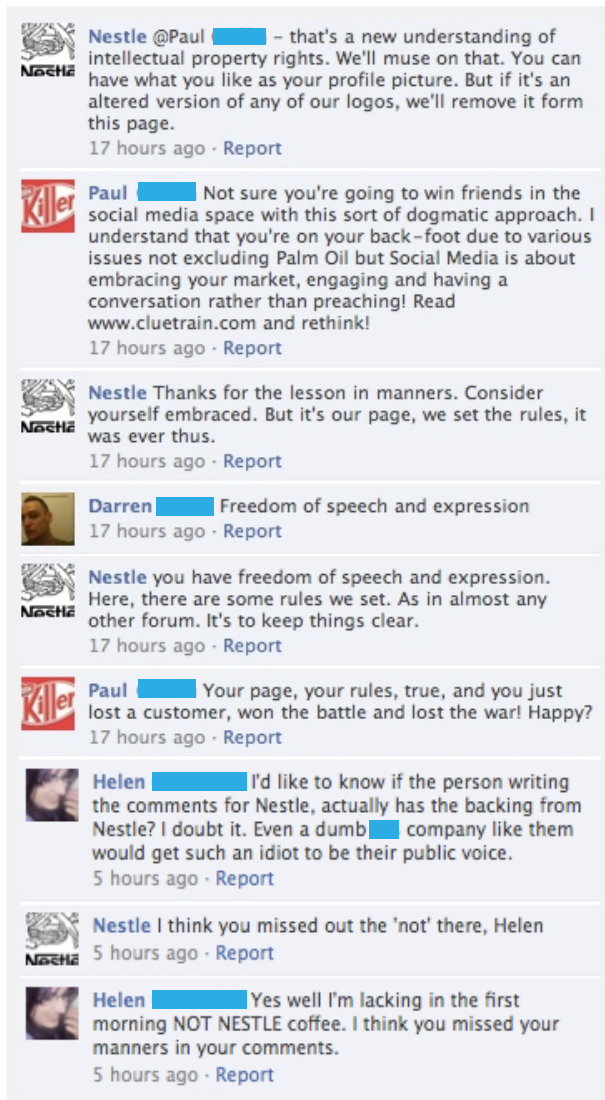 Nestle @Paul - that's a new understanding of
intellectual property rights. We'll muse on that. You can
have what you like as your profile picture. But if it's an
altered version of any of our logos, we'll remove it form
this page.
17 hours ago · Report
Nestlé
Killer
Paul Not sure you're going to win friends in the
social media space with this sort of dogmatic approach. I
understand that you're on your back-foot due to various
issues not excluding Palm Oil but Social Media is about
embracing your market, engaging and having a
conversation rather than preaching! Read
www.cluetrain.com and rethink!
17 hours ago · Report
Nestlé
Nestle Thanks for the lesson in manners. Consider
yourself embraced. But it's our page, we set the rules, it
was ever thus.
17 hours ago · Report
Darren Freedom of speech and expression
17 hours ago · Report
Nestlé
Nestle you have freedom of speech and expression.
Here, there are some rules we set. As in almost any
other forum. It's to keep things clear.
17 hours ago · Report
Killer
Paul Your page, your rules, true, and you just
lost a customer, won the battle and lost the war! Happy?
17 hours ago · Report
Helen I'd like to know if the person writing
the comments for Nestle, actually has the backing from
Nestle? I doubt it. Even a dumb company like them
would get such an idiot to be their public voice.
5 hours ago · Report
Nestlé
Nestle I think you missed out the 'not' there, Helen
5 hours ago · Report
Helen Yes well I'm lacking in the first
morning NOT NESTLE coffee. I think you missed your
manners in your comments.
5 hours ago · Report